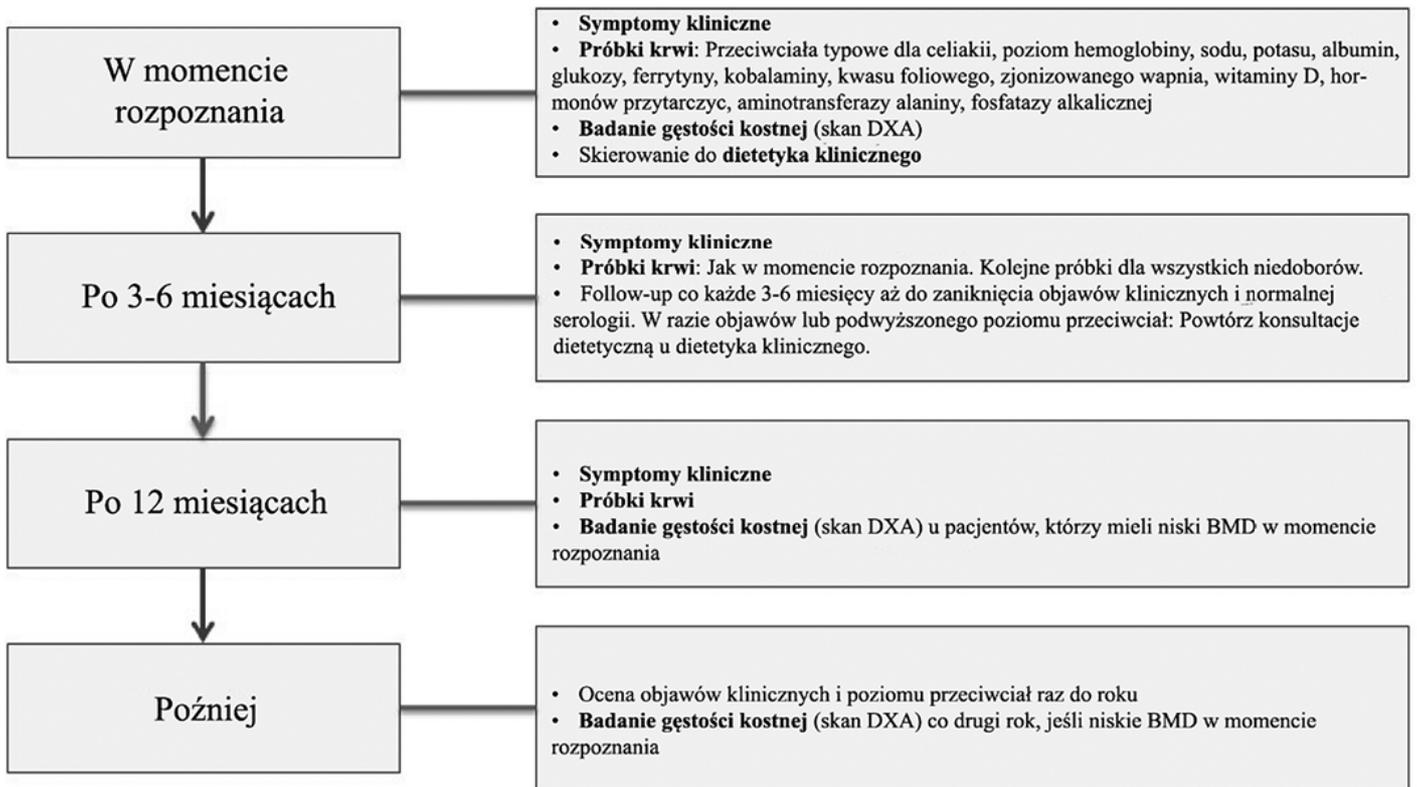 W momencie
rozpoznania
• Symptomy kliniczne
• Próbki krwi: Przeciwciała typowe dla celiakii, poziom hemoglobiny, sodu, potasu, albumin,
glukozy, ferrytyny, kobalaminy, kwasu foliowego, zjonizowanego wapnia, witaminy D, hor-
monów przytarczyc, aminotransferazy alaniny, fosfatazy alkalicznej
• Badanie gęstości kostnej (skan DXA)
• Skierowanie do dietetyka klinicznego
Po 3-6 miesiącach
• Symptomy kliniczne
• Próbki krwi: Jak w momencie rozpoznania. Kolejne próbki dla wszystkich niedoborów.
• Follow-up co każde 3-6 miesięcy aż do zaniknięcia objawów klinicznych i normalnej
serologii. W razie objawów lub podwyższonego poziomu przeciwciał: Powtórz konsultacje
dietetyczną u dietetyka klinicznego.
Po 12 miesiącach
• Symptomy kliniczne
• Próbki krwi
• Badanie gęstości kostnej (skan DXA) u pacjentów, którzy mieli niski BMD w momencie
rozpoznania
Poźniej
• Ocena objawów klinicznych i poziomu przeciwciał raz do roku
• Badanie gęstości kostnej (skan DXA) co drugi rok, jeśli niskie BMD w momencie
rozpoznania